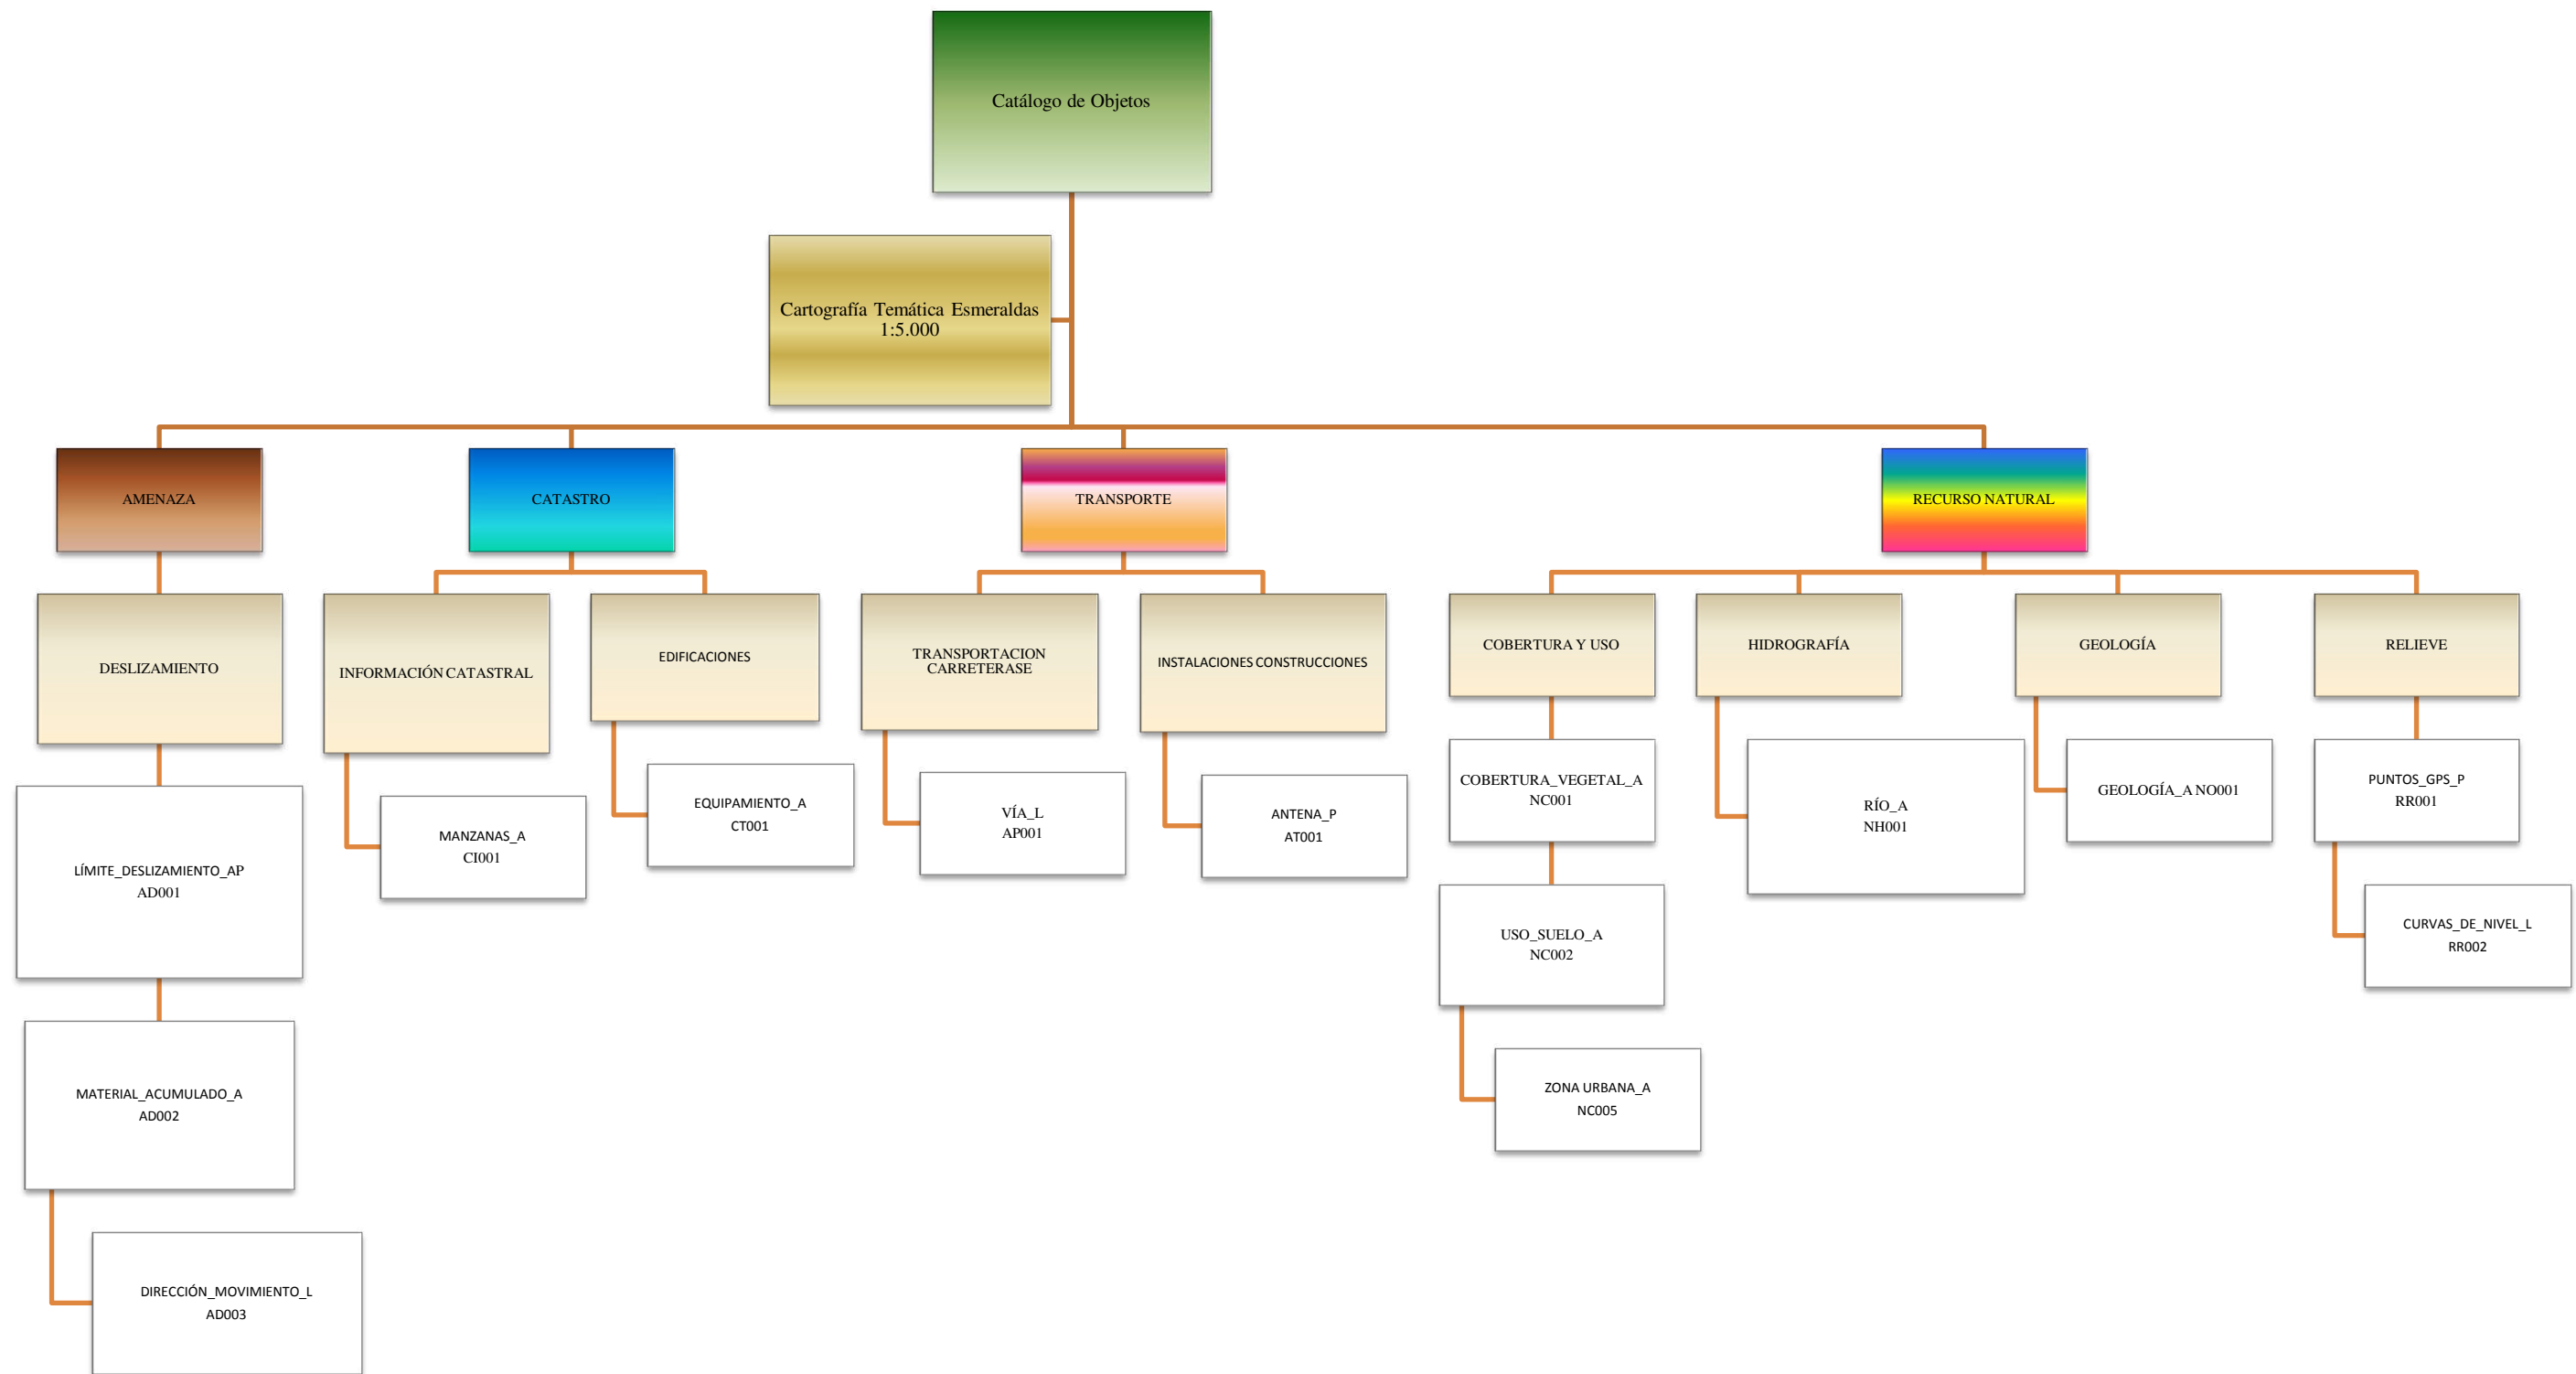 Catálogo de Objetos
Cartografía Temática Esmeraldas
1:5.000
AMENAZA
CATASTRO
TRANSPORTE
RECURSO NATURAL
DESLIZAMIENTO
INFORMACIÓN CATASTRAL
EDIFICACIONES
TRANSPORTACION
CARRETERASE
INSTALACIONES CONSTRUCCIONES
COBERTURA Y USO
HIDROGRAFÍA
GEOLOGÍA
RELIEVE
LÍMITE_DESLIZAMIENTO_AP
AD001
MANZANAS_A
CI001
EQUIPAMIENTO_A
CT001
VÍA_L
AP001
ANTENA_P
AT001
COBERTURA_VEGETAL_A
NC001
RÍO_A
NH001
GEOLOGÍA_A NO001
PUNTOS_GPS_P
RR001
USO_SUELO_A
NC002
CURVAS_DE_NIVEL_L
RR002
MATERIAL_ACUMULADO_A
AD002
ZONA URBANA_A
NC005
DIRECCIÓN_MOVIMIENTO_L
AD003